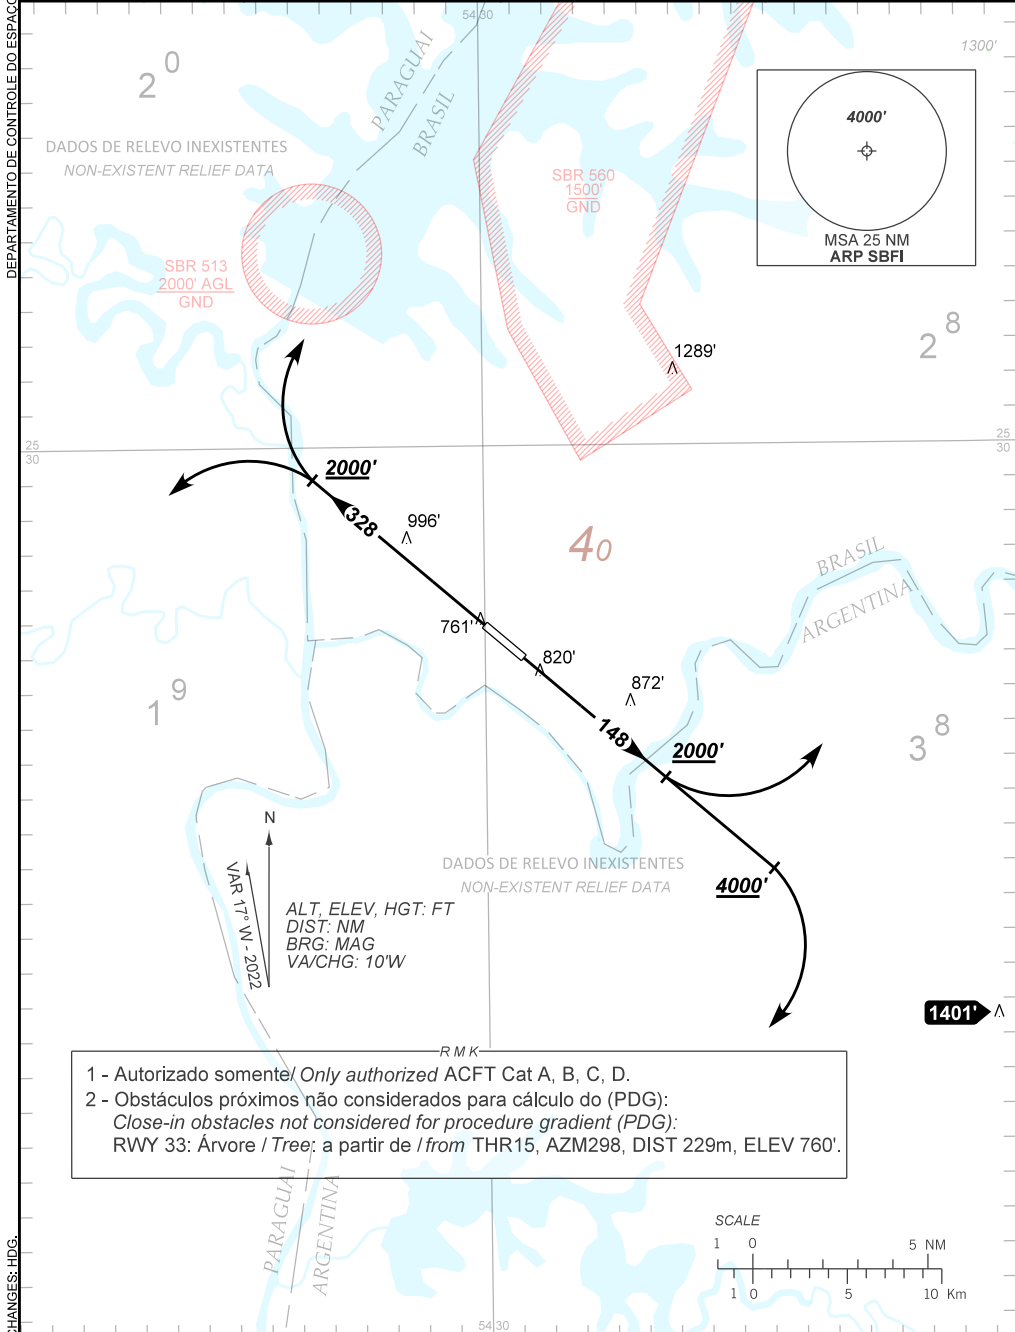 DEPARTAMENTO DE CONTROLE DO ESPAÇO
54 30
1300'
2 0
PARAGUAI
BRASIL
4000'
MSA 25 NM
ARP SBFI
DADOS DE RELEVO INEXISTENTES
NON-EXISTENT RELIEF DATA
SBR 560
1500'
GND
SBR 513
2000' AGL
GND
2 8
1289'
25
30
25
30
2000'
328
996'
40
BRASIL
ARGENTINA
761'
820'
872'
1 9
148
2000'
3 8
N
VAR 17° W - 2022
DADOS DE RELEVO INEXISTENTES
NON-EXISTENT RELIEF DATA
4000'
ALT, ELEV, HGT: FT
DIST: NM
BRG: MAG
VA/CHG: 10'W
1401'
RMK
1 - Autorizado somente/ Only authorized ACFT Cat A, B, C, D.
2 - Obstáculos próximos não considerados para cálculo do (PDG):
Close-in obstacles not considered for procedure gradient (PDG):
RWY 33: Árvore / Tree: a partir de / from THR15, AZM298, DIST 229m, ELEV 760'.
PARAGUAI
ARGENTINA
SCALE
1 0 5 NM
1 0 5 10 Km
CHANGES: HDG.
54 30